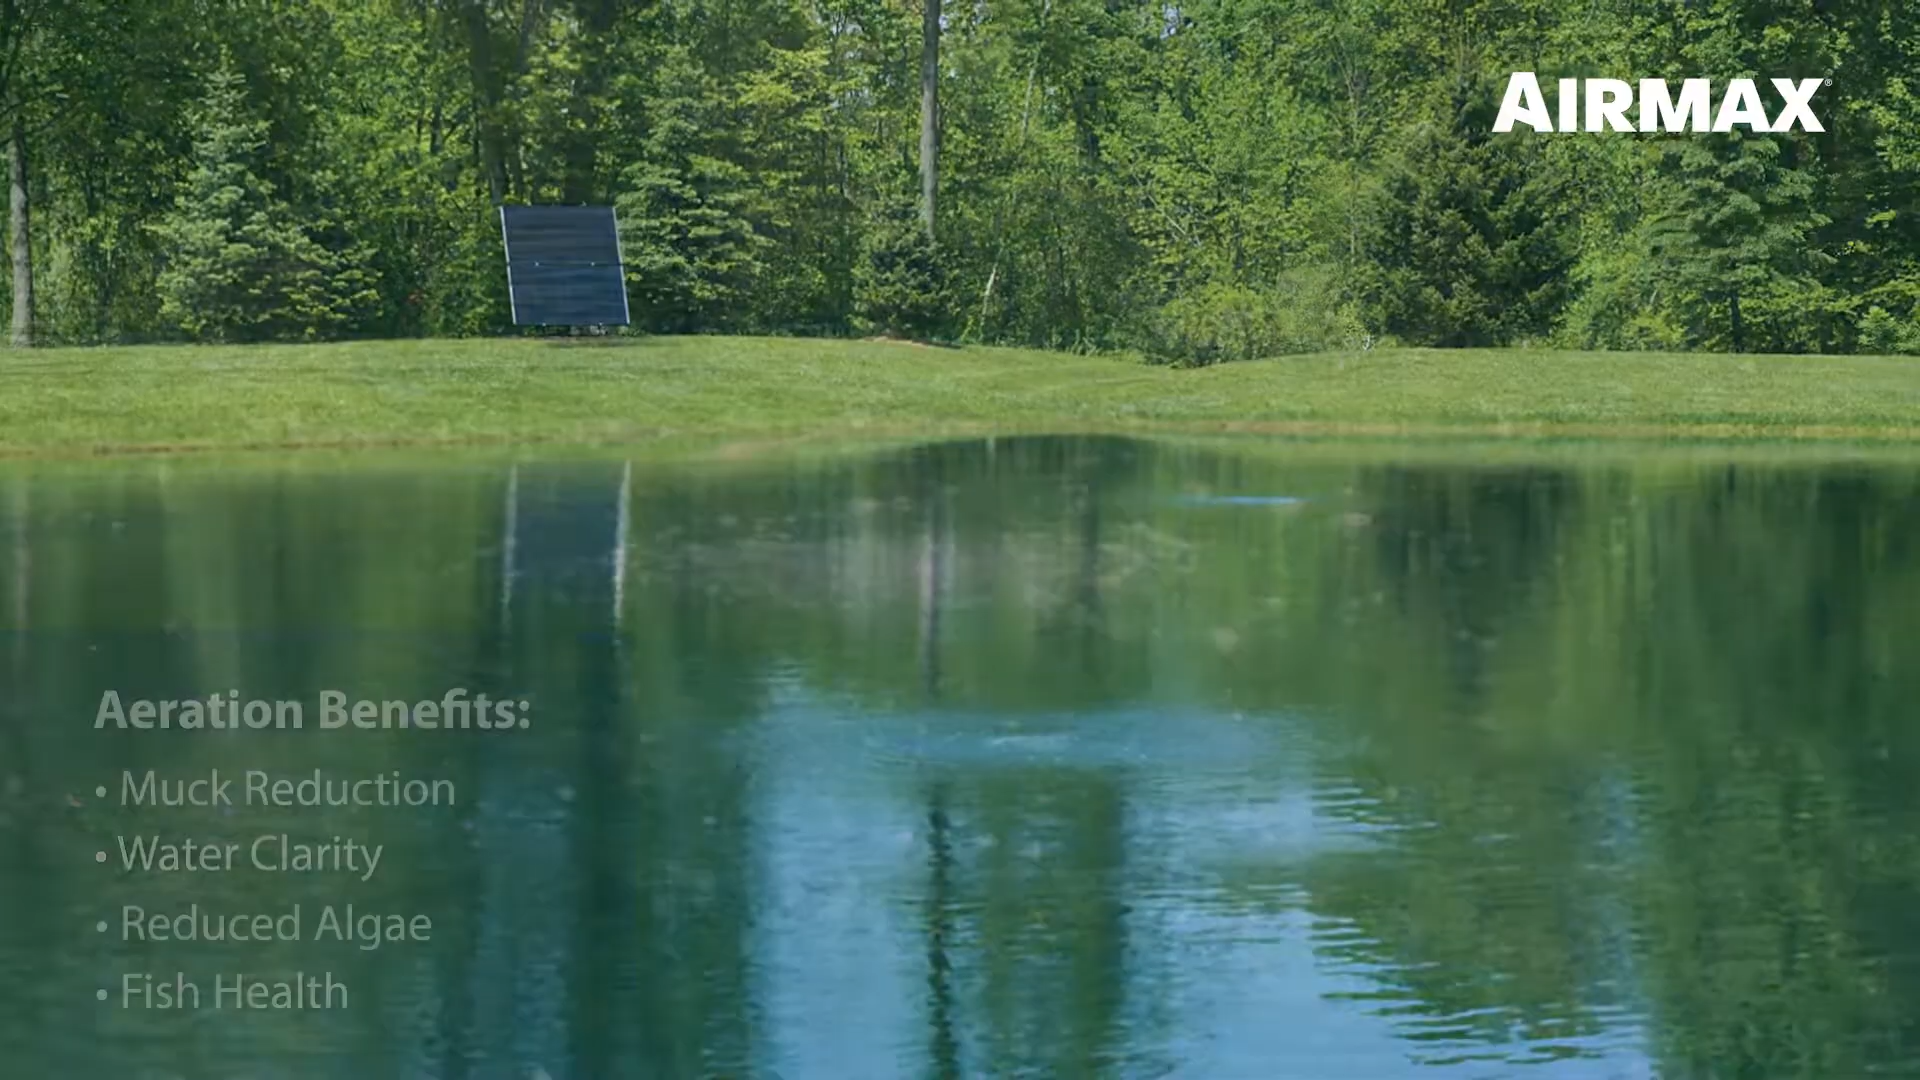 AIRMAX®
Aeration Benefits:
• Muck Reduction
• Water Clarity
• Reduced Algae
• Fish Health